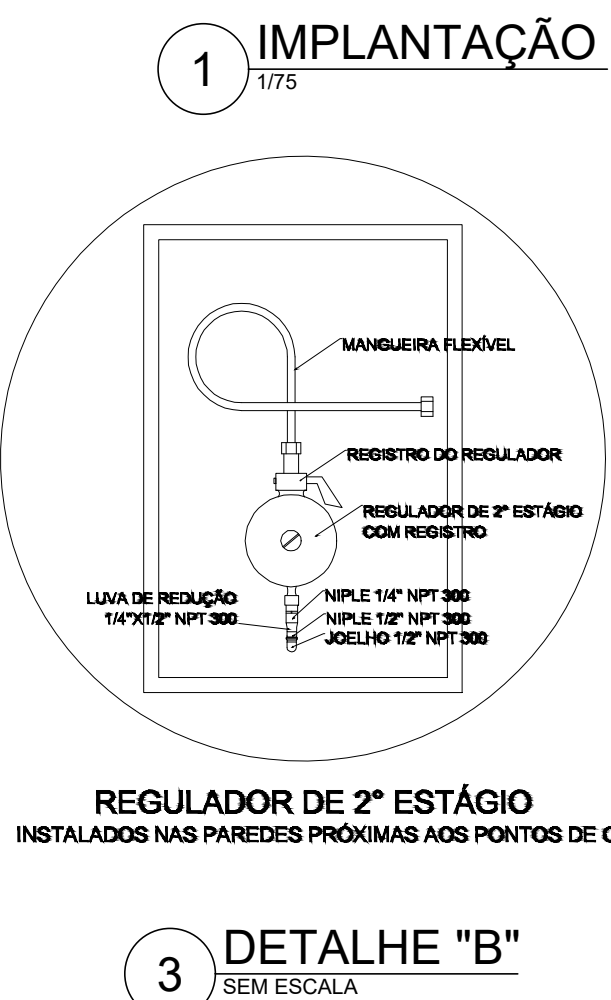 1 IMPLANTAÇÃO
1/75
MANGUEIRA FLEXÍVEL
REGISTRO DO REGULADOR
REGULADOR DE 2° ESTÁGIO
COM REGISTRO
LUVA DE REDUÇÃO
1/4"X1/2" NPT 300
NIPLE 1/4" NPT 300
NIPLE 1/2" NPT 300
JOELHO 1/2" NPT 300
REGULADOR DE 2° ESTÁGIO
INSTALADOS NAS PAREDES PRÓXIMAS AOS PONTOS DE
3 DETALHE "B"
SEM ESCALA